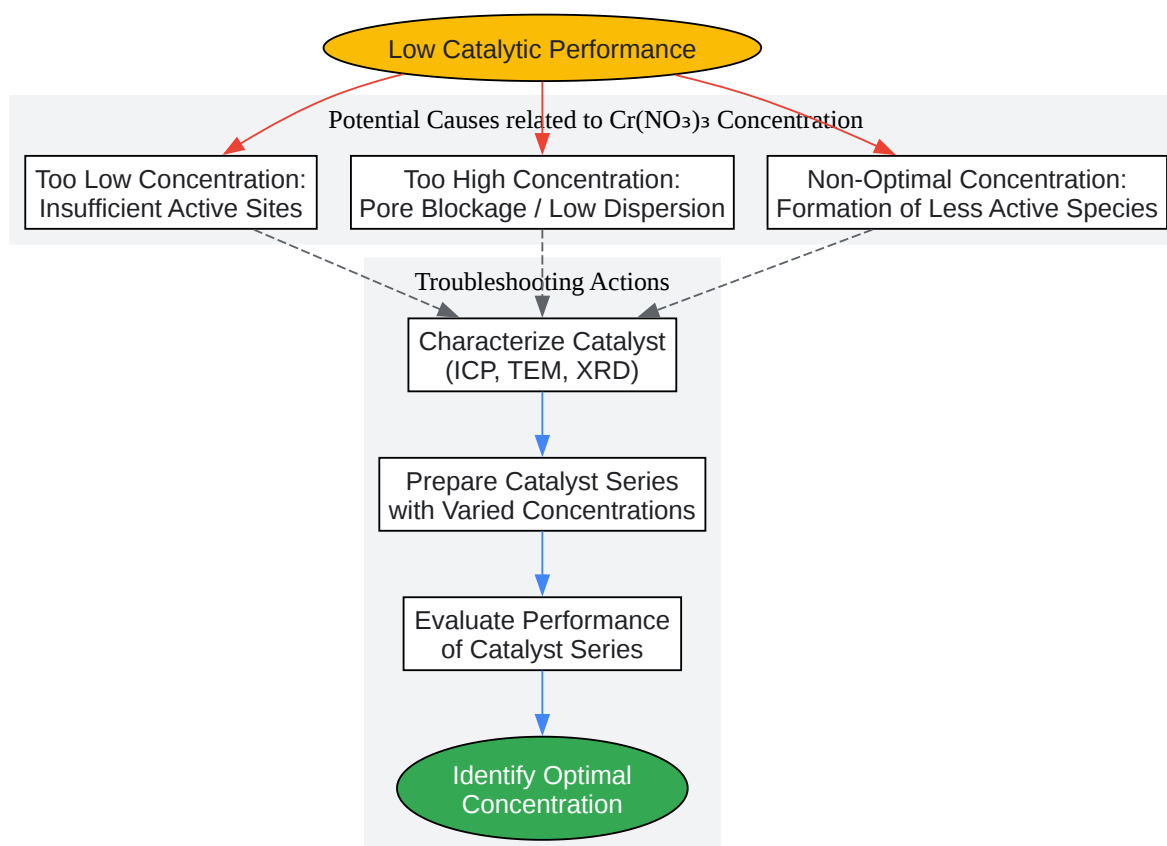 Low Catalytic Performance
Potential Causes related to Cr(NO₃)₃ Concentration
Too Low Concentration:
Insufficient Active Sites
Too High Concentration:
Pore Blockage / Low Dispersion
Non-Optimal Concentration:
Formation of Less Active Species
Troubleshooting Actions
Characterize Catalyst
(ICP, TEM, XRD)
Prepare Catalyst Series
with Varied Concentrations
Evaluate Performance
of Catalyst Series
Identify Optimal
Concentration